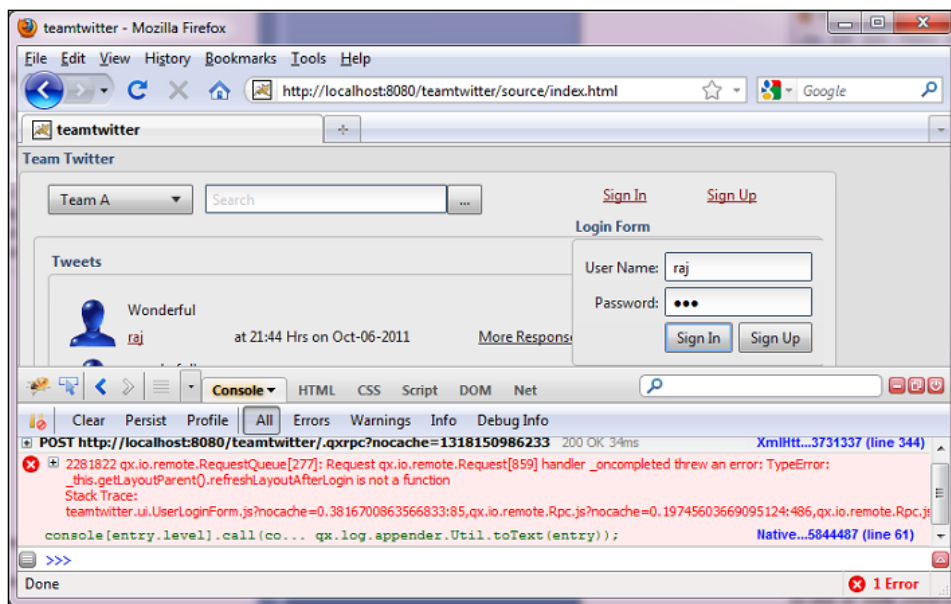 teamtwitter - Mozilla Firefox
File Edit View History Bookmarks Tools Help
http://localhost:8080/teamtwitter/source/index.html
Google
teamtwitter
Team Twitter
Team A
Search
...
Sign In
Sign Up
Login Form
Tweets
User Name:
raj
Wonderful
Password:
raj
at 21:44 Hrs on Oct-06-2011
More Response
Sign In
Sign Up
Console HTML CSS Script DOM Net
Clear Persist Profile All Errors Warnings Info Debug Info
POST http://localhost:8080/teamtwitter/.qxrpc?nocache=1318150986233 200 OK 34ms XmlHtt...3731337 (line 344)
2281822 qx.io.remote.RequestQueue[277]: Request qx.io.remote.Request[859] handler _oncompleted threw an error: TypeError:
_this.getLayoutParent().refreshLayoutAfterLogin is not a function
Stack Trace:
teamtwitter.ui.UserLoginForm.js?nocache=0.3816700863566833:85,qx.io.remote.Rpc.js?nocache=0.19745603669095124:486,qx.io.remote.Rpc.js
console[entry.level].call(co... qx.log.appender.Util.toText(entry)); Native...5844487 (line 61)
>>>
Done
1 Error